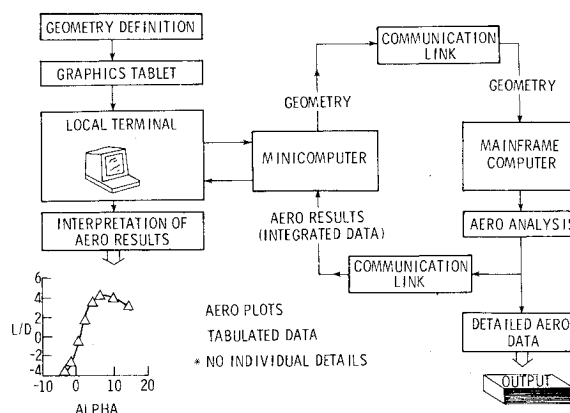 GEOMETRY DEFINITION
GRAPHICS TABLET
LOCAL TERMINAL
INTERPRETATION OF
AERO RESULTS
MINICOMPUTER
GEOMETRY
COMMUNICATION
LINK
GEOMETRY
MAINFRAME
COMPUTER
AERO ANALYSIS
COMMUNICATION
LINK
AERO RESULTS
(INTEGRATED DATA)
DETAILED AERO
DATA
OUTPUT
AERO PLOTS
TABULATED DATA
* NO INDIVIDUAL DETAILS
L/D
6
4
2
0
-2
-4
-10 0 10 20
ALPHA